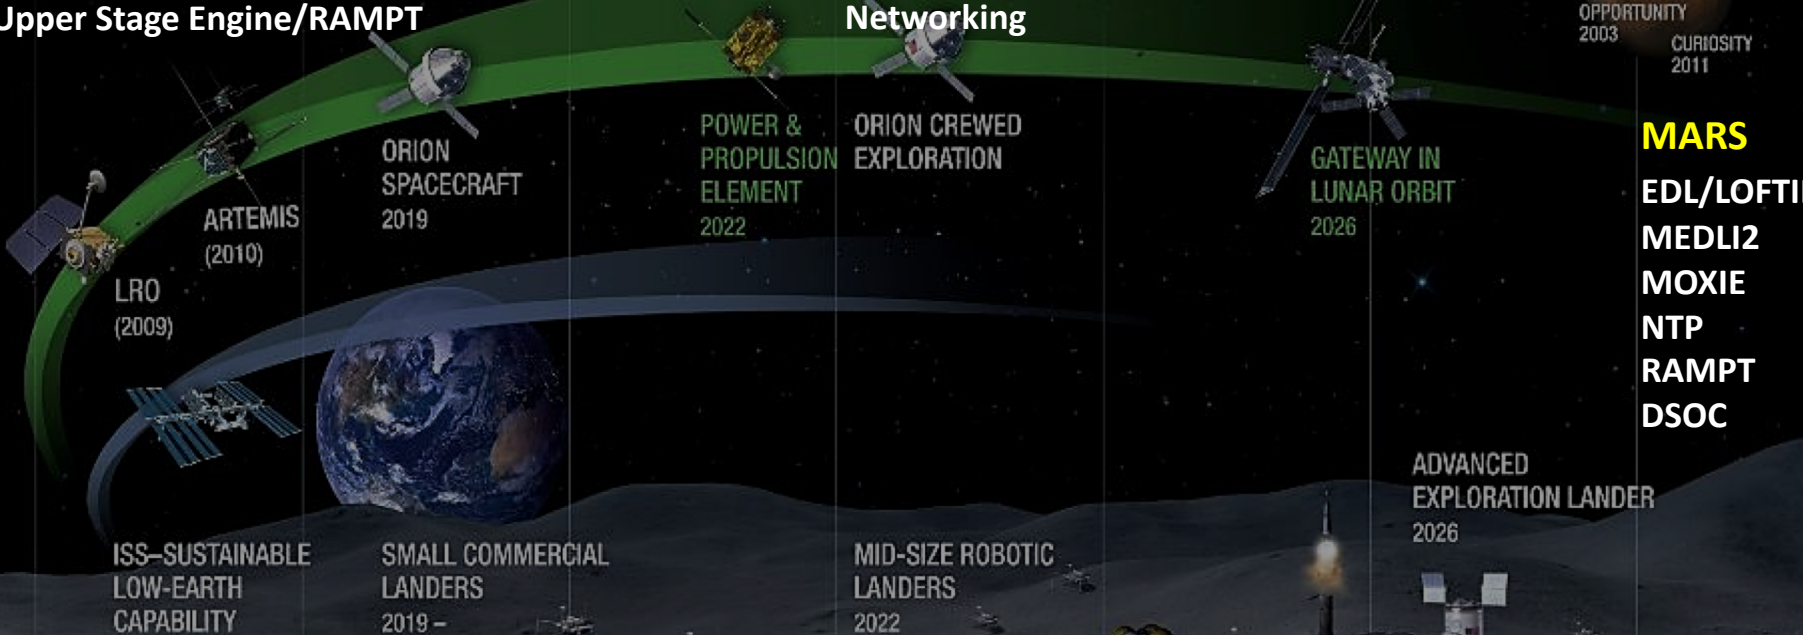 Upper Stage Engine/RAMPT
Networking
OPPORTUNITY
2003
CURIOSITY
2011
ORION
SPACECRAFT
2019
POWER &
PROPULSION
ELEMENT
2022
ORION CREWED
EXPLORATION
GATEWAY IN
LUNAR ORBIT
2026
MARS
EDL/LOFTI
MEDLI2
MOXIE
NTP
RAMPT
DSOC
ARTEMIS
(2010)
LRO
(2009)
ADVANCED
EXPLORATION LANDER
2026
ISS–SUSTAINABLE
LOW-EARTH
CAPABILITY
SMALL COMMERCIAL
LANDERS
2019 –
MID-SIZE ROBOTIC
LANDERS
2022